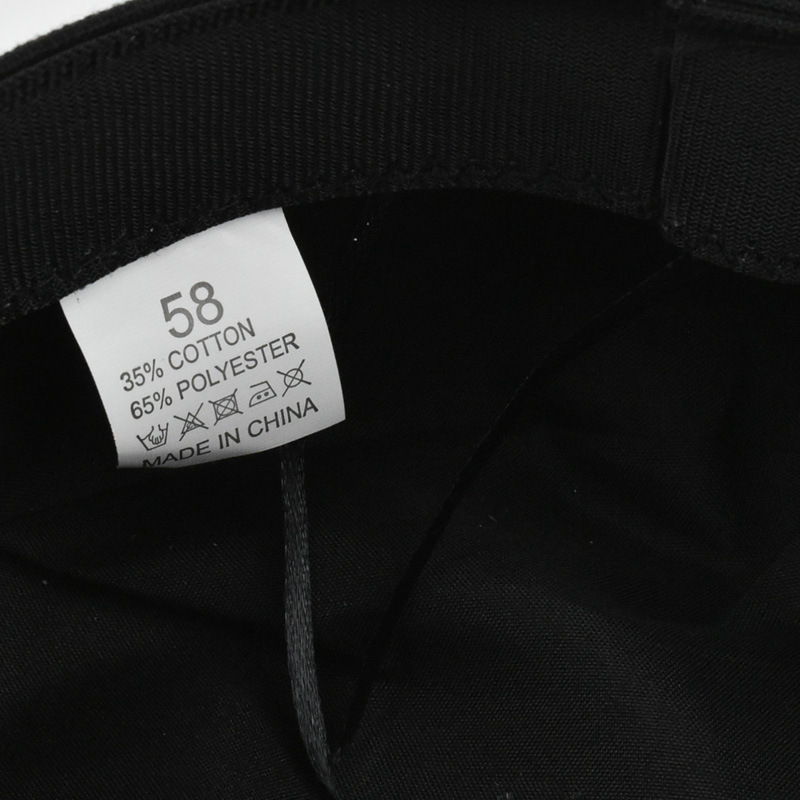 58
35% COTTON
65% POLYESTER
MADE IN CHINA